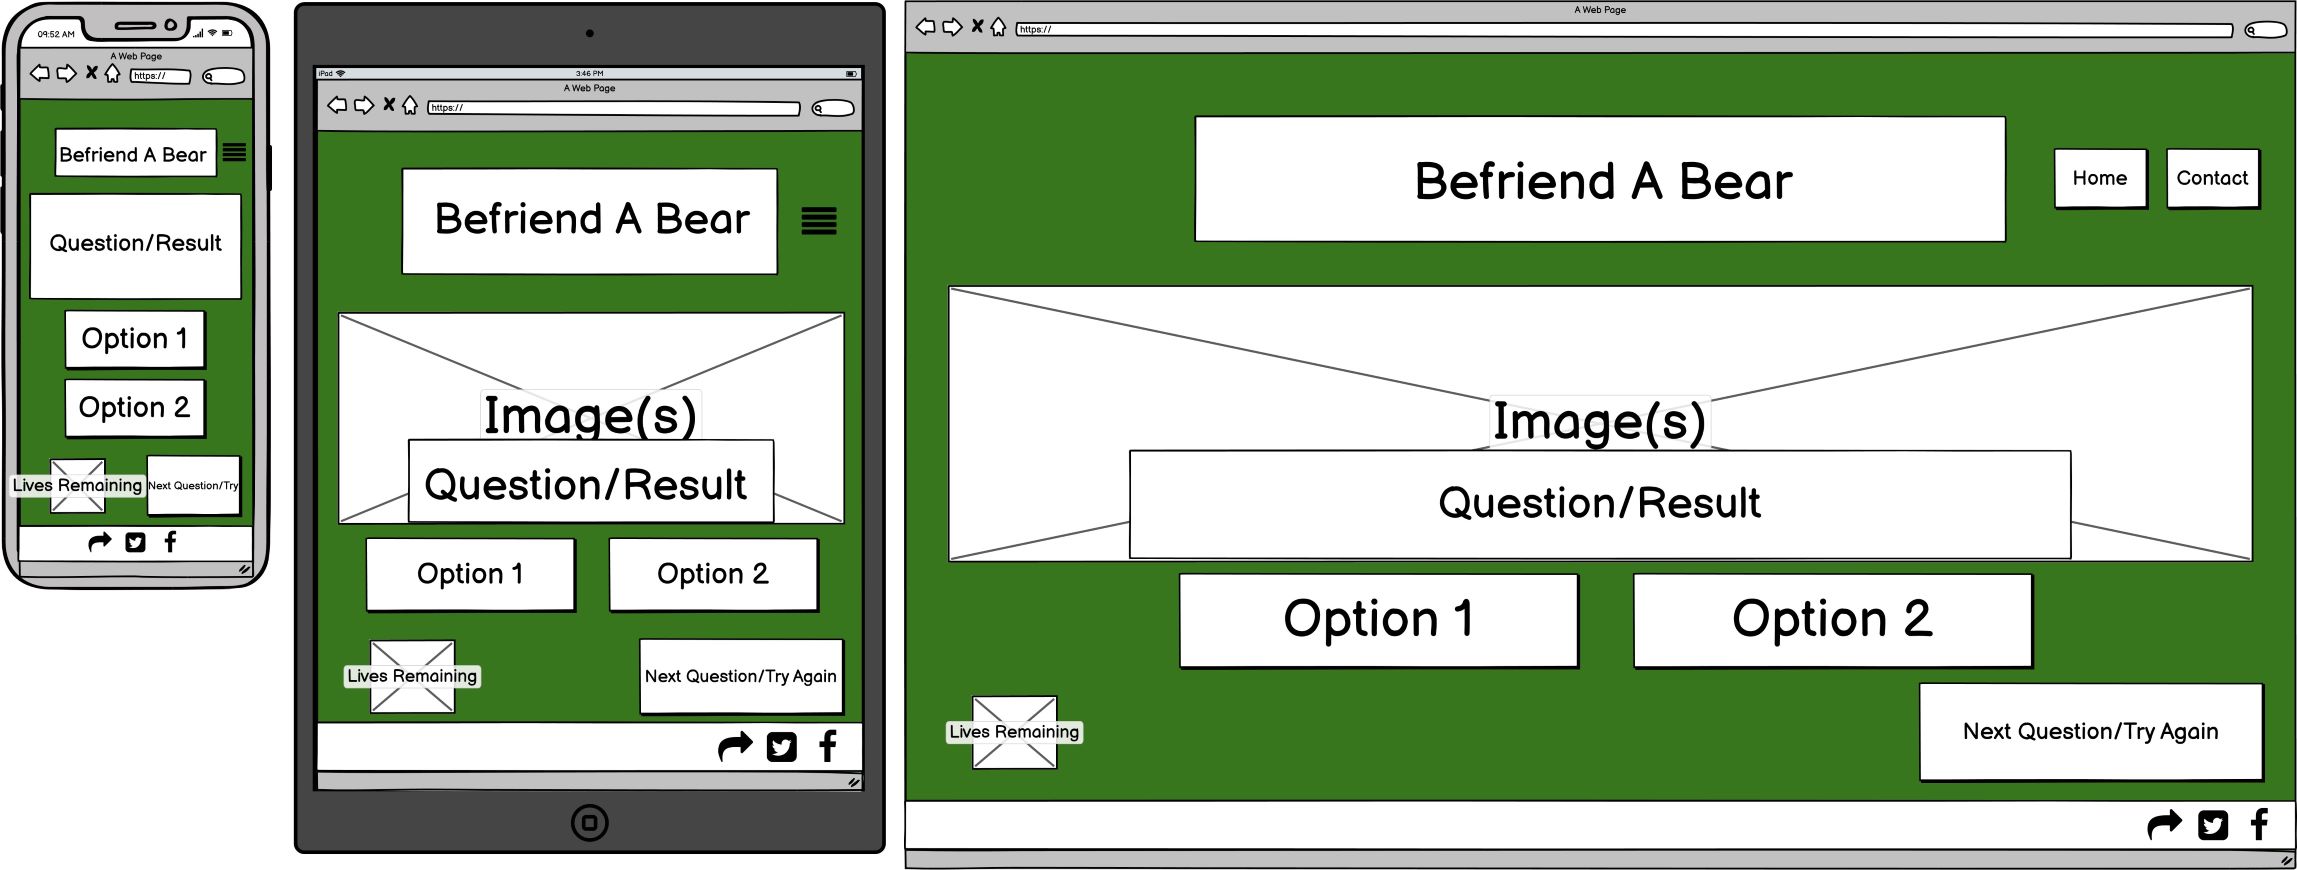 09:52 AM
A Web Page
https://
Befriend A Bear
Question/Result
Option 1
Option 2
Lives Remaining
Next Question/Try
iPad
3:46 PM
A Web Page
https://
Befriend A Bear
Image(s)
Question/Result
Option 1
Option 2
Lives Remaining
Next Question/Try Again
A Web Page
https://
Befriend A Bear
Home
Contact
Image(s)
Question/Result
Option 1
Option 2
Lives Remaining
Next Question/Try Again